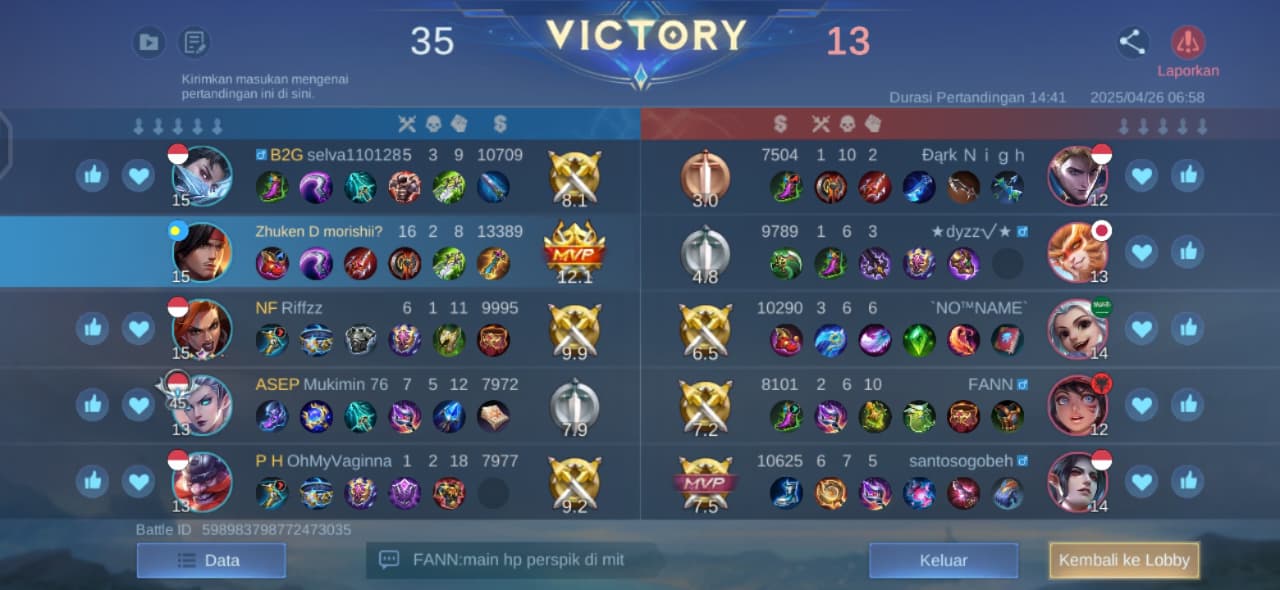 35 VICTORY 13
Kirimkan masukan mengenai
pertandingan ini di sini.
Laporkan
Durasi Pertandingan 14:41 2025/04/26 06:58
B2G selva1101285 3 9 10709 8.1 15
Zhuken D morishii? 16 2 8 13389 MVP 12.1 15
NF Riffzz 6 1 11 9995 9.9 15
ASEP Mukimin 76 7 5 12 7972 7.9 45 13
P H OhMyVaginna 1 2 18 7977 9.2 13
3.0 7504 1 10 2 Đąrk N i g h 12
4.8 9789 1 6 3 ★dyzz√★ 13
6.5 10290 3 6 6 `NO™NAME` 14
7.2 8101 2 6 10 FANN 12
MVP 7.5 10625 6 7 5 santosogobeh 14
Battle ID 598983798772473035
Data
FANN:main hp perspik di mit
Keluar
Kembali ke Lobby